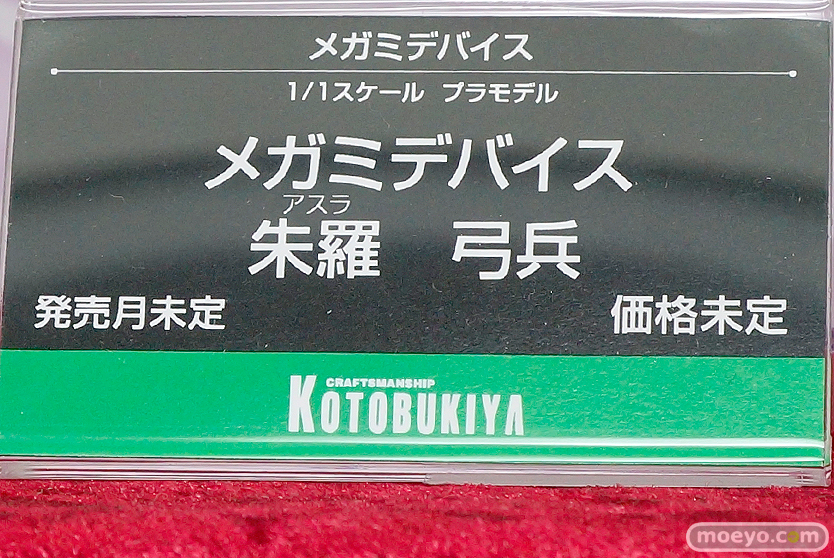 メガミデバイス
1/1スケール プラモデル
メガミデバイス
アスラ
朱羅 弓兵
発売月未定 価格未定
CRAFTSMANSHIP
KOTOBUKIYA
moeyo.com